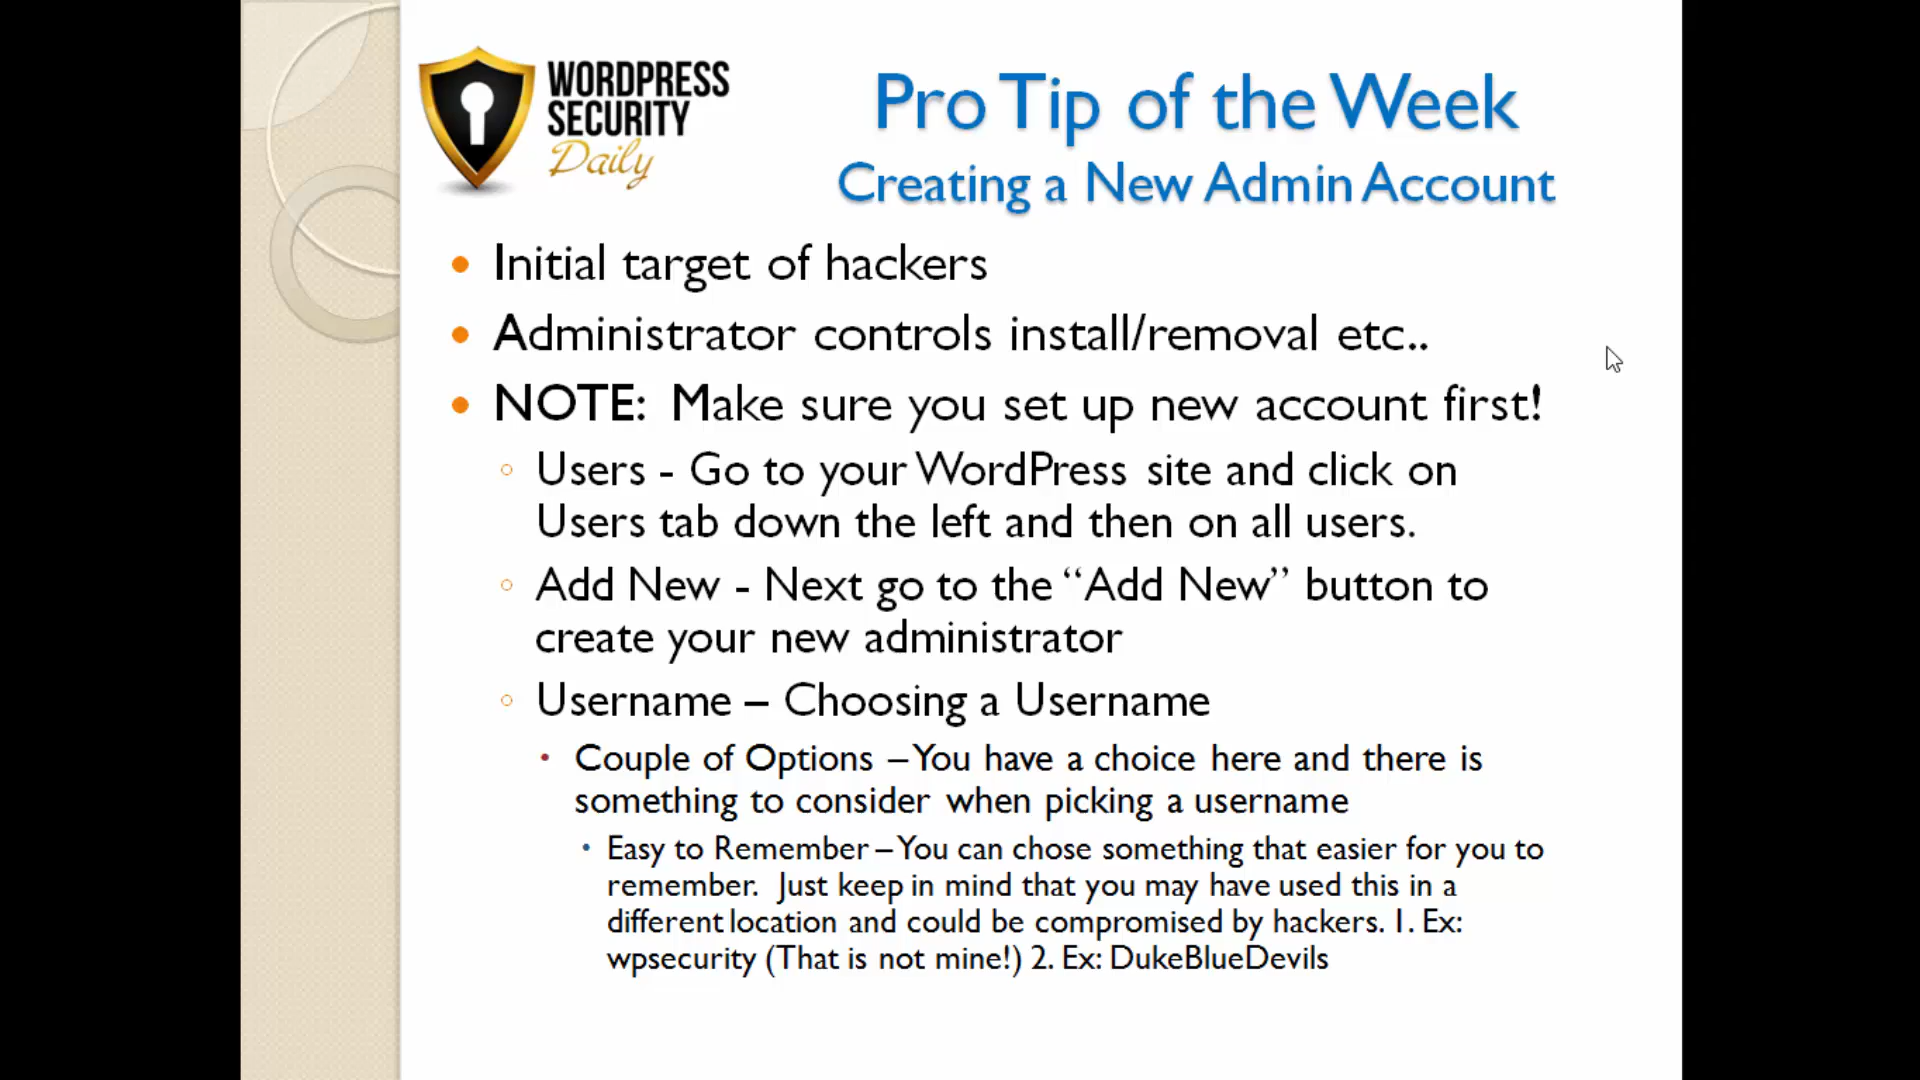 WORDPRESS
SECURITY
Daily
Pro Tip of the Week
Creating a New Admin Account
Initial target of hackers
Administrator controls install/removal etc..
NOTE: Make sure you set up new account first!
Users - Go to your WordPress site and click on
Users tab down the left and then on all users.
Add New - Next go to the “Add New” button to
create your new administrator
Username – Choosing a Username
Couple of Options – You have a choice here and there is
something to consider when picking a username
Easy to Remember – You can chose something that easier for you to
remember. Just keep in mind that you may have used this in a
different location and could be compromised by hackers. 1. Ex:
wpsecurity (That is not mine!) 2. Ex: DukeBlueDevils